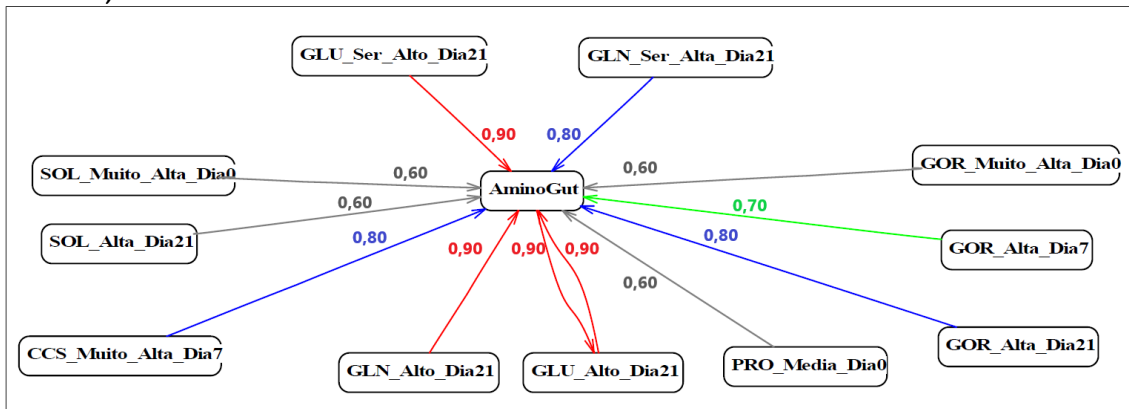 GLU_Ser_Alto_Dia21
GLN_Ser_Alta_Dia21
0,90
0,80
SOL_Muito_Alta_Dia0
0,60
0,60
GOR_Muito_Alta_Dia0
AminoGut
0,60
0,70
SOL_Alta_Dia21
0,80
0,90
0,90
0,90
0,80
GOR_Alta_Dia7
0,60
CCS_Muito_Alta_Dia7
GLN_Alto_Dia21
GLU_Alto_Dia21
PRO_Media_Dia0
GOR_Alta_Dia21